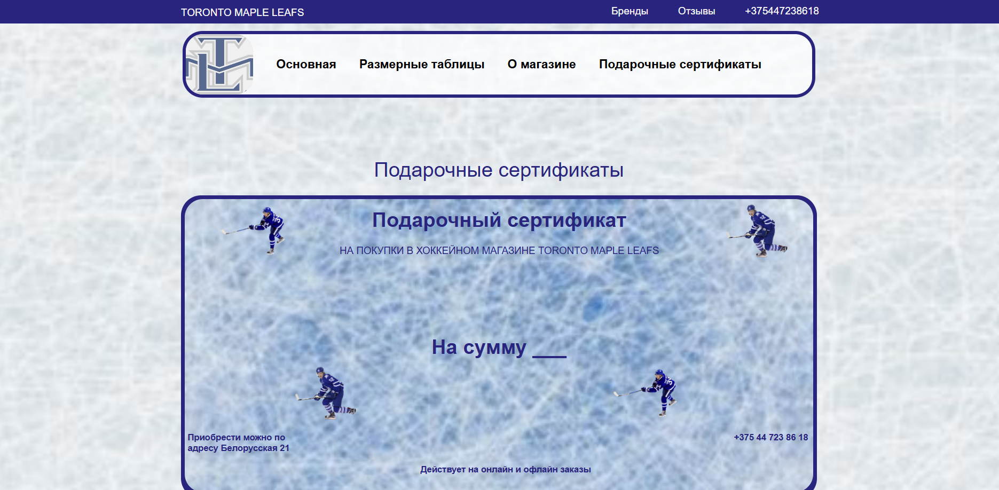 TORONTO MAPLE LEAFS
Бренды
Отзывы
+375447238618
Основная
Размерные таблицы
О магазине
Подарочные сертификаты
Подарочные сертификаты
Подарочный сертификат
НА ПОКУПКИ В ХОККЕЙНОМ МАГАЗИНЕ TORONTO MAPLE LEAFS
На сумму ___
Приобрести можно по
адресу Белорусская 21
+375 44 723 86 18
Действует на онлайн и офлайн заказы